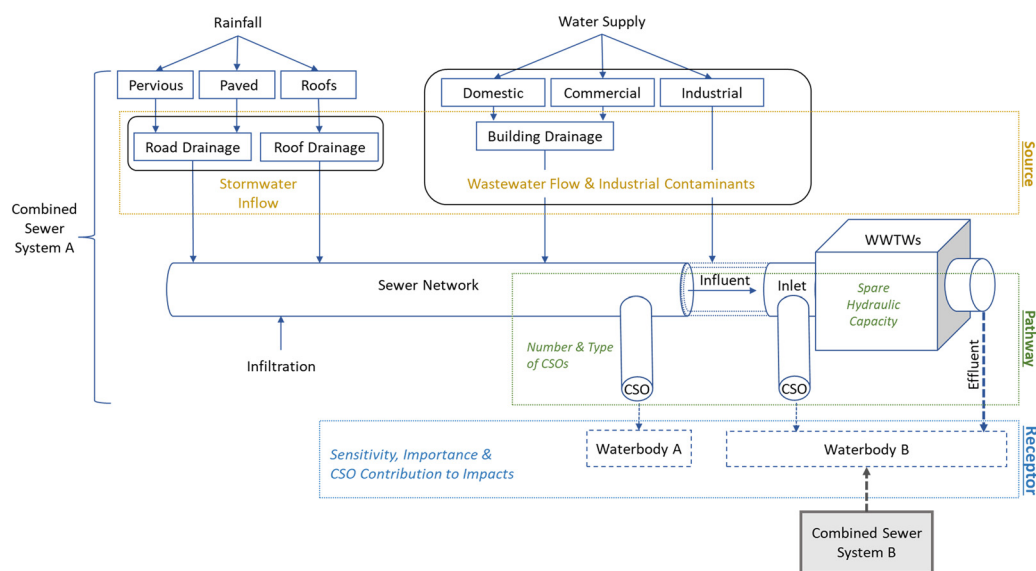 Rainfall
Water Supply
Pervious
Paved
Roofs
Domestic
Commercial
Industrial
Road Drainage
Roof Drainage
Building Drainage
Stormwater
Inflow
Wastewater Flow & Industrial Contaminants
Source
Combined
Sewer
System A
WWTWs
Sewer Network
Influent
Inlet
Spare
Hydraulic
Capacity
Pathway
Infiltration
Number & Type
of CSOs
CSO
CSO
Effluent
Sensitivity, Importance &
CSO Contribution to Impacts
Waterbody A
Waterbody B
Receptor
Combined Sewer
System B